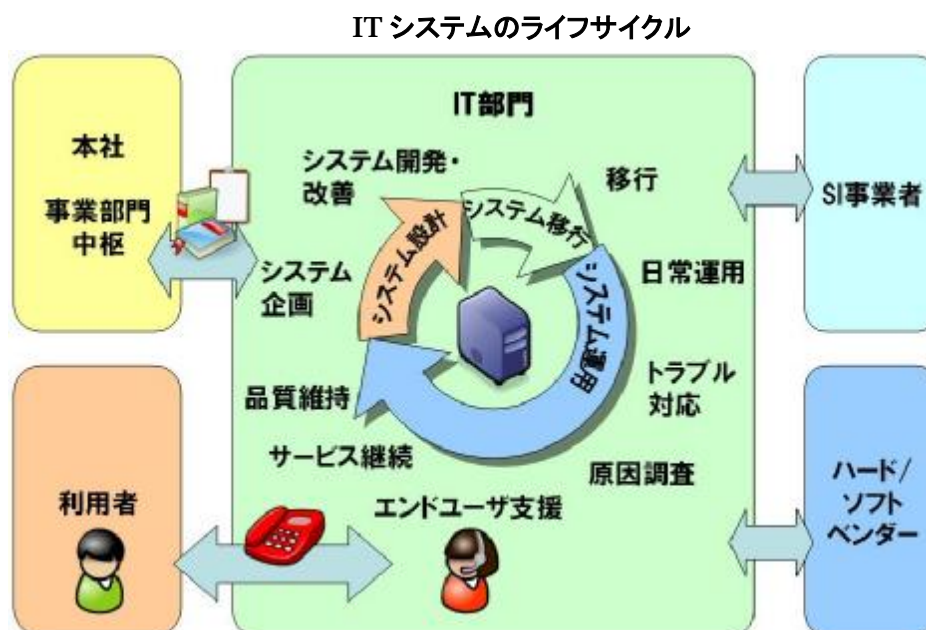 IT システムのライフサイクル
本社
事業部門
中枢
IT部門
システム開発・
改善
移行
システム設計
システム移行
システム運用
システム
企画
日常運用
品質維持
トラブル
対応
サービス継続
原因調査
エンドユーザ支援
利用者
SI事業者
ハード/
ソフト
ベンダー